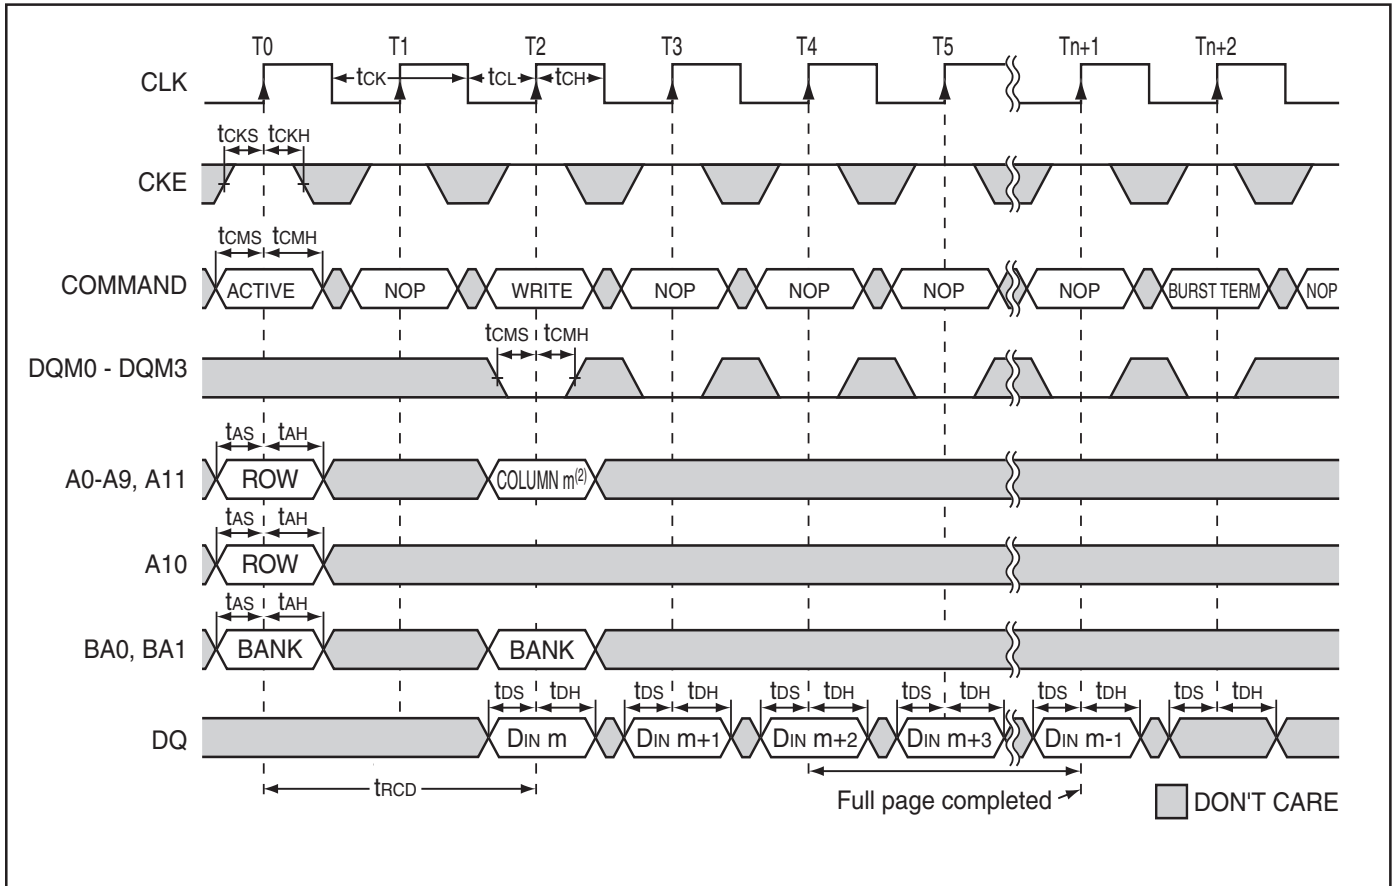 T0 T1 T2 T3 T4 T5 Tn+1 Tn+2
CLK
tCK tCL tCH
tCKS tCKH
CKE
tCMS tCMH
COMMAND
ACTIVE NOP WRITE NOP NOP NOP NOP BURST TERM NOP
tCMS tCMH
DQM0 - DQM3
tAS tAH
A0-A9, A11
ROW COLUMN m(2)
tAS tAH
A10
ROW
tAS tAH
BA0, BA1
BANK BANK
tDS tDH tDS tDH tDS tDH tDS tDH tDS tDH tDS tDH
DQ
DIN m DIN m+1 DIN m+2 DIN m+3 DIN m-1
tRCD
Full page completed
DON'T CARE